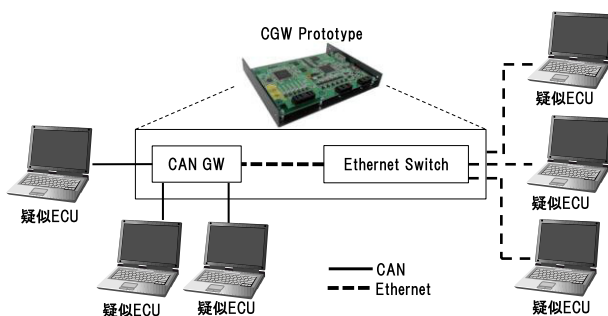 CGW Prototype
疑似ECU
CAN GW
Ethernet Switch
疑似ECU
疑似ECU
疑似ECU
疑似ECU
CAN
Ethernet
疑似ECU